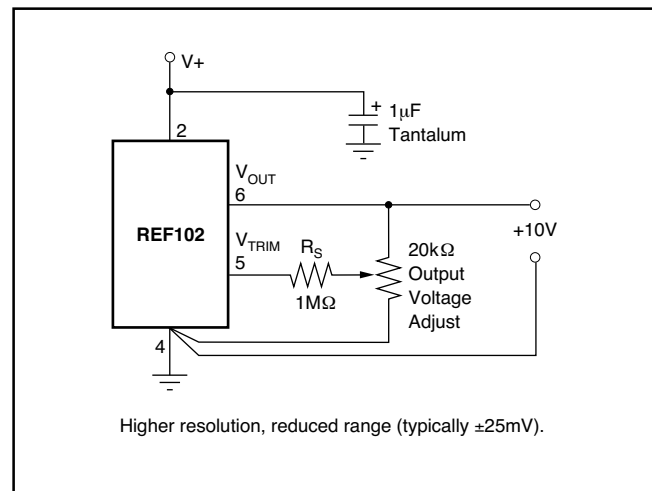 V+
+
1μF
Tantalum
2
V_OUT
6
REF102
V_TRIM
5
R_S
1MΩ
20kΩ
Output
Voltage
Adjust
+10V
4
Higher resolution, reduced range (typically ±25mV).